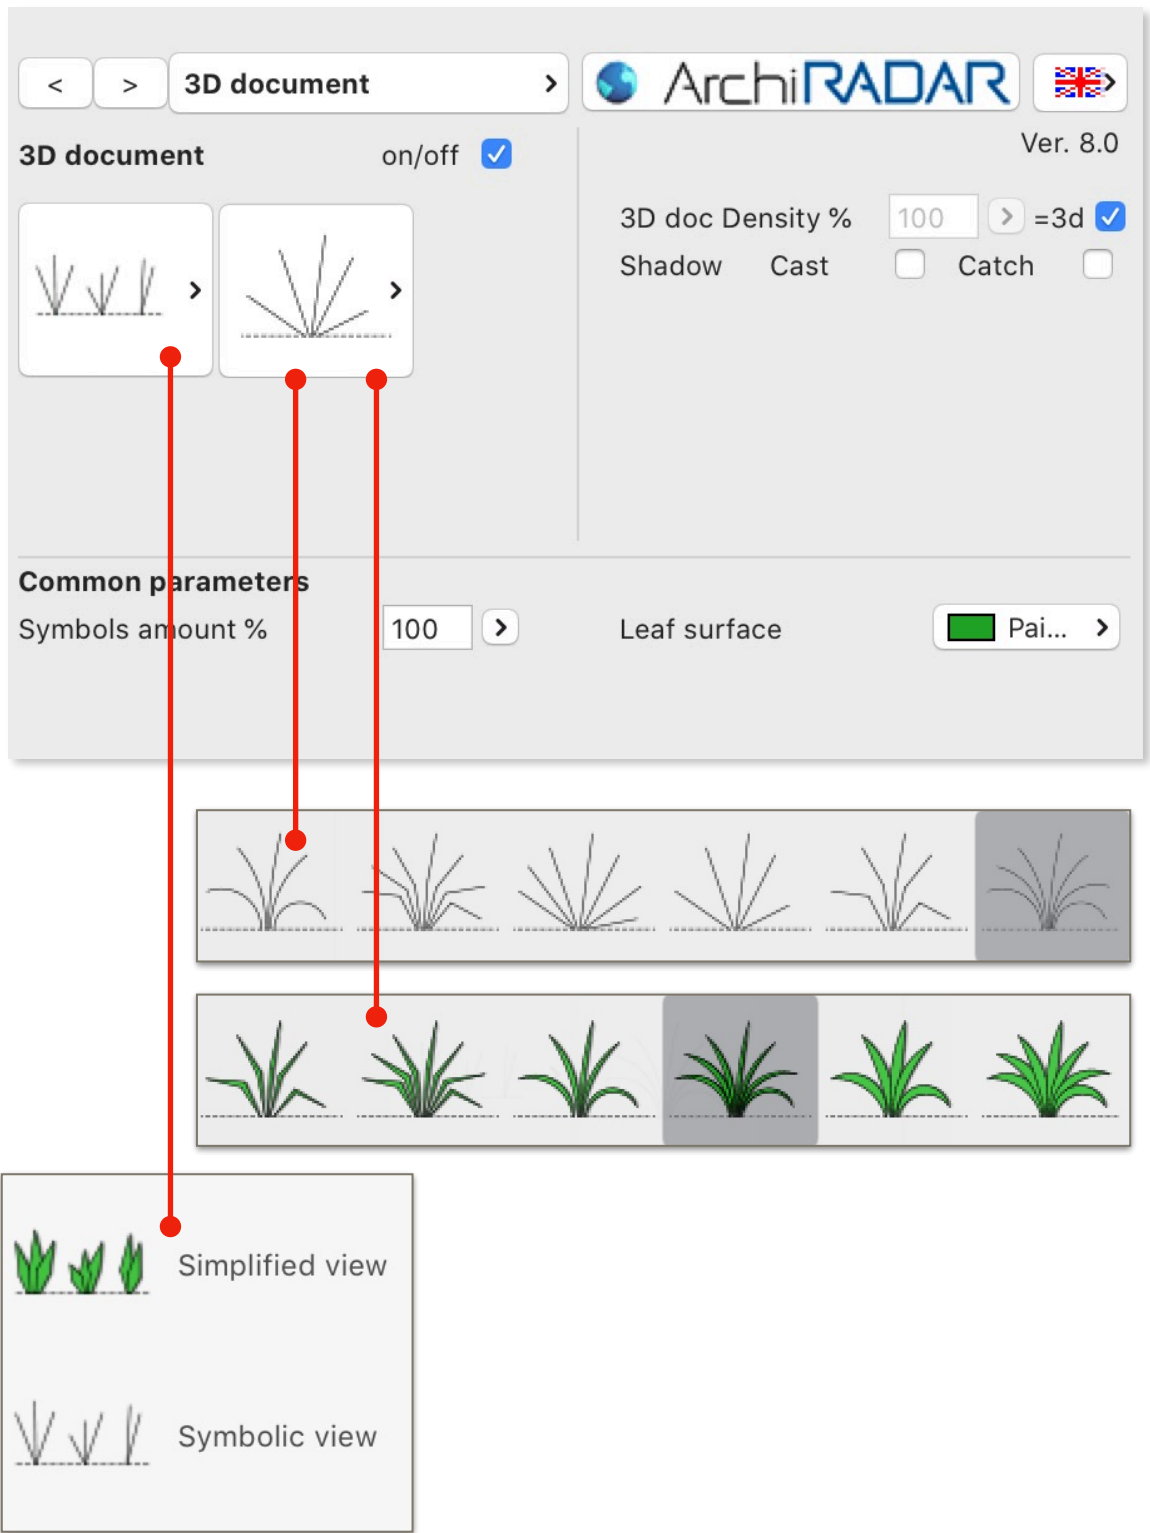 < > 3D document > ArchiRADAR >
3D document on/off
Ver. 8.0
3D doc Density % 100 > =3d
Shadow Cast Catch
Common parameters
Symbols amount % 100 > Leaf surface Pai... >
Simplified view
Symbolic view